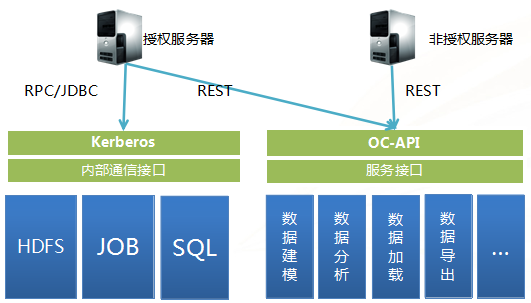 授权服务器
非授权服务器
RPC/JDBC
REST
REST
Kerberos
OC-API
内部通信接口
服务接口
HDFS
JOB
SQL
数据建模
数据分析
数据加载
数据导出
...